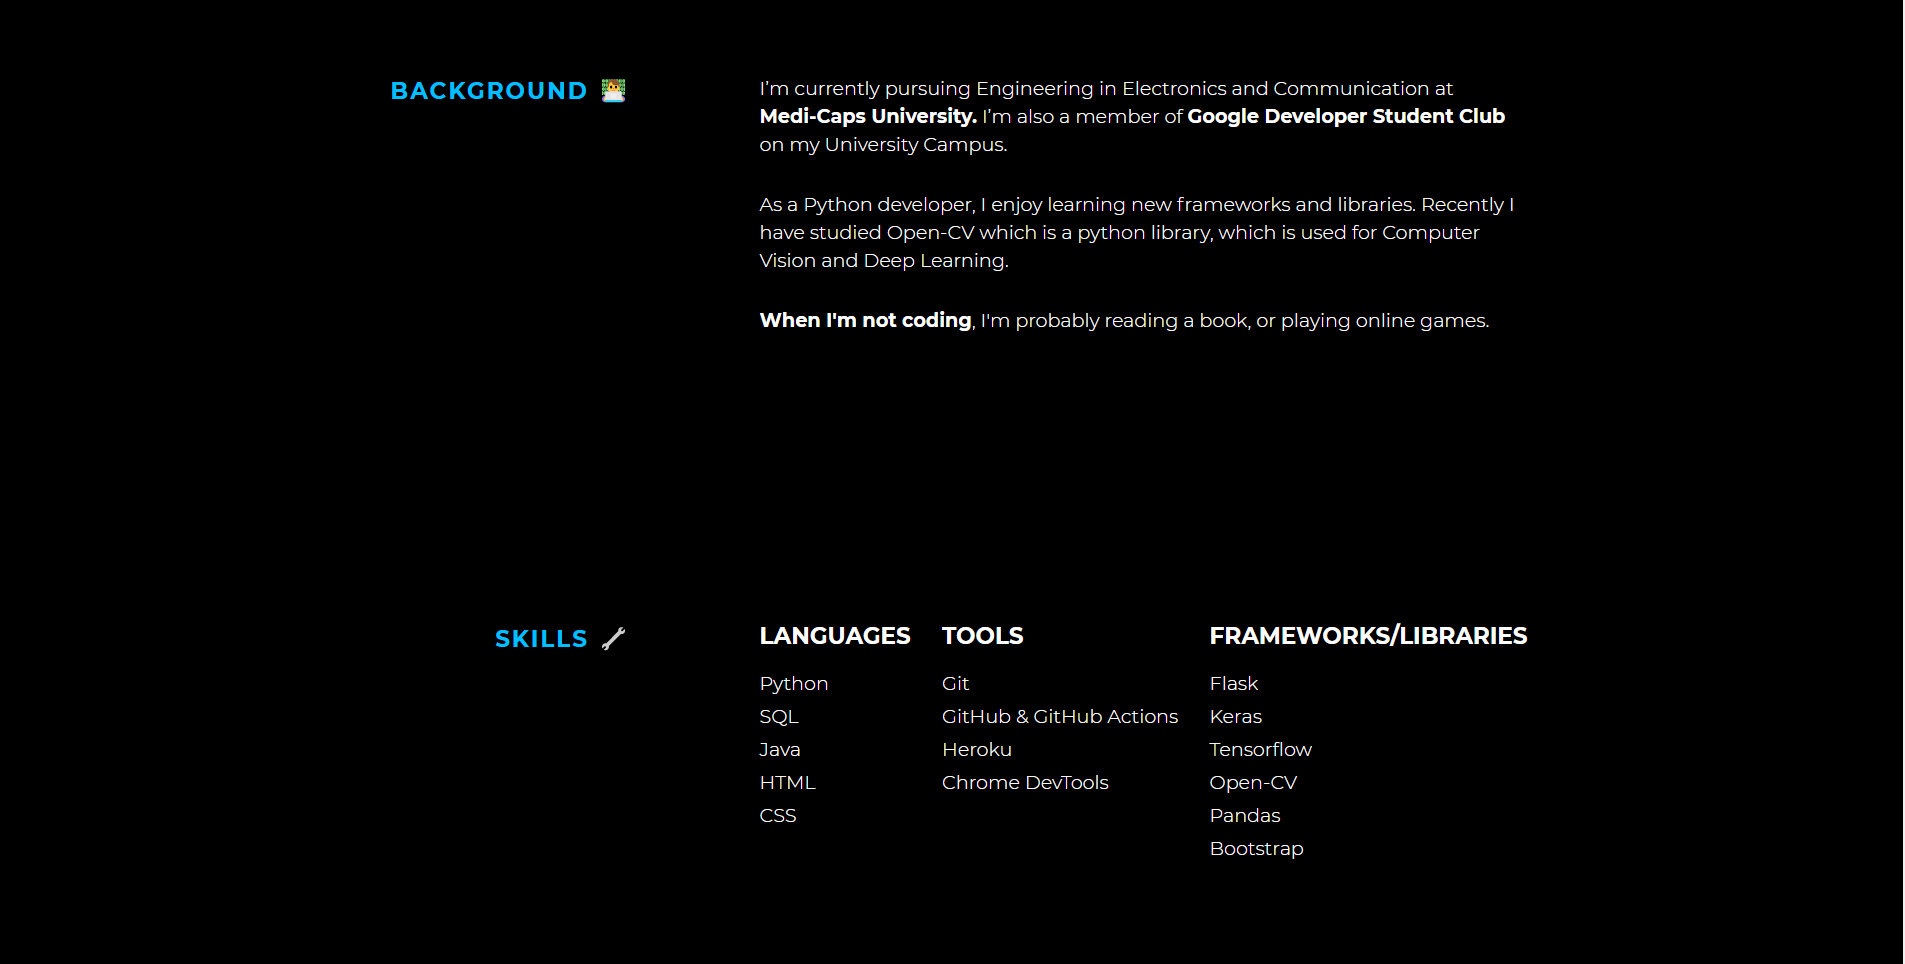 BACKGROUND
I’m currently pursuing Engineering in Electronics and Communication at
Medi-Caps University. I’m also a member of Google Developer Student Club
on my University Campus.
As a Python developer, I enjoy learning new frameworks and libraries. Recently I
have studied Open-CV which is a python library, which is used for Computer
Vision and Deep Learning.
When I'm not coding, I'm probably reading a book, or playing online games.
SKILLS
LANGUAGES
Python
SQL
Java
HTML
CSS
TOOLS
Git
GitHub & GitHub Actions
Heroku
Chrome DevTools
FRAMEWORKS/LIBRARIES
Flask
Keras
Tensorflow
Open-CV
Pandas
Bootstrap